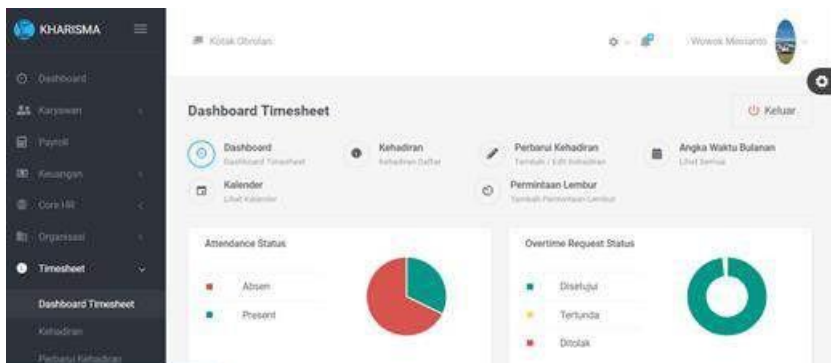 KHARISMA
Kotak Obrolan
Wowok Mesianto
Dashboard
Karyawan
Payroll
Keuangan
Core HR
Organisasi
Timesheet
Dashboard Timesheet
Kehadiran
Perbarui Kehadiran
Dashboard Timesheet
Keluar
Dashboard
Dashboard Timesheet
Kehadiran
Kehadiran Daftar
Perbarui Kehadiran
Tambah / Edit Kehadiran
Angka Waktu Bulanan
Lihat Semua
Kalender
Lihat Kalender
Permintaan Lembur
Tambah Permintaan Lembur
Attendance Status
Absen
Present
Overtime Request Status
Disetujui
Tertunda
Ditolak